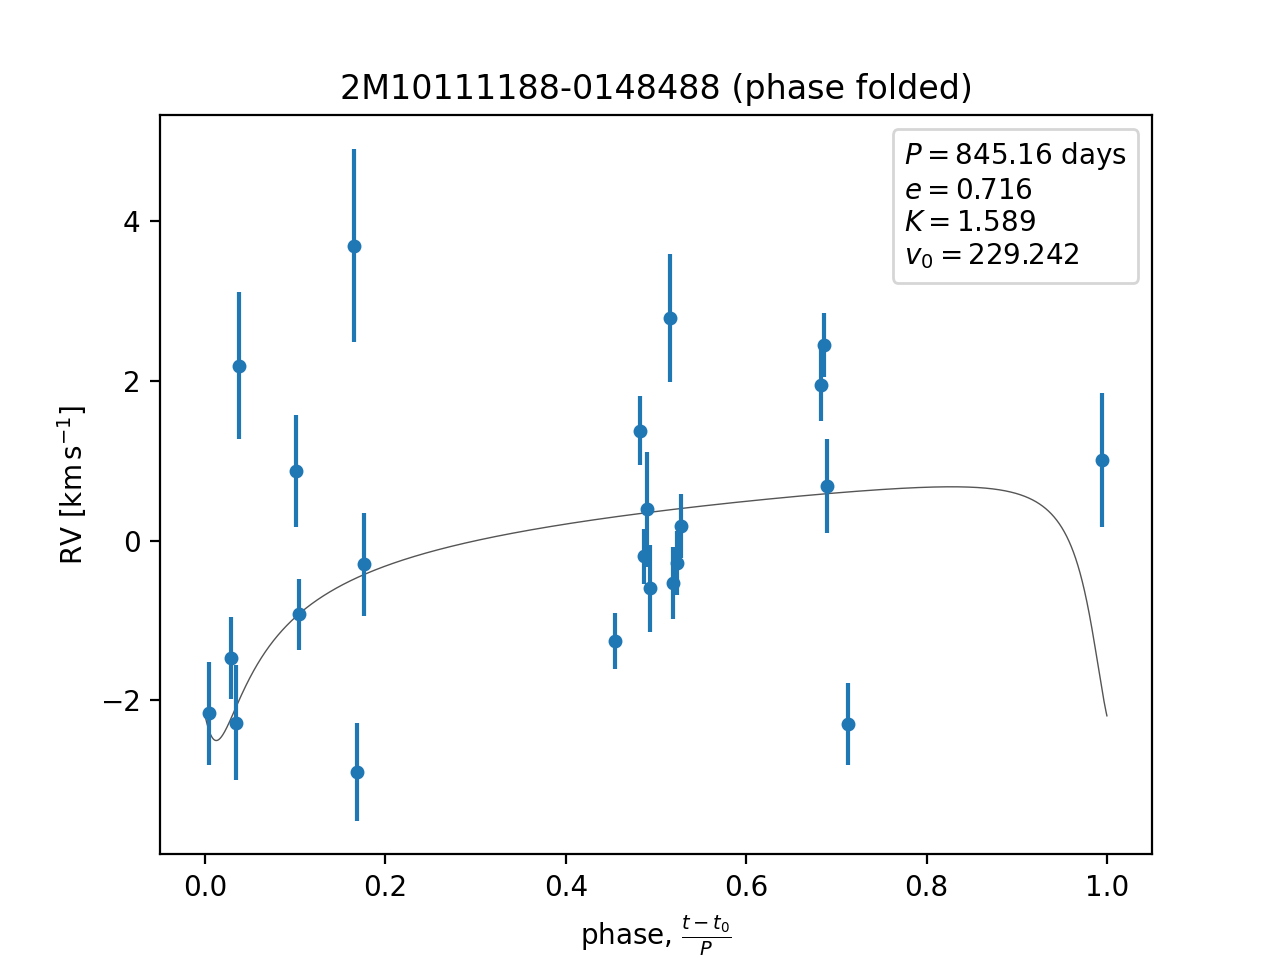 2M10111188-0148488 (phase folded)
P = 845.16 days
e = 0.716
K = 1.589
v₀ = 229.242
RV [km s⁻¹]
4
2
0
−2
0.0 0.2 0.4 0.6 0.8 1.0
phase, (t − t₀)/P